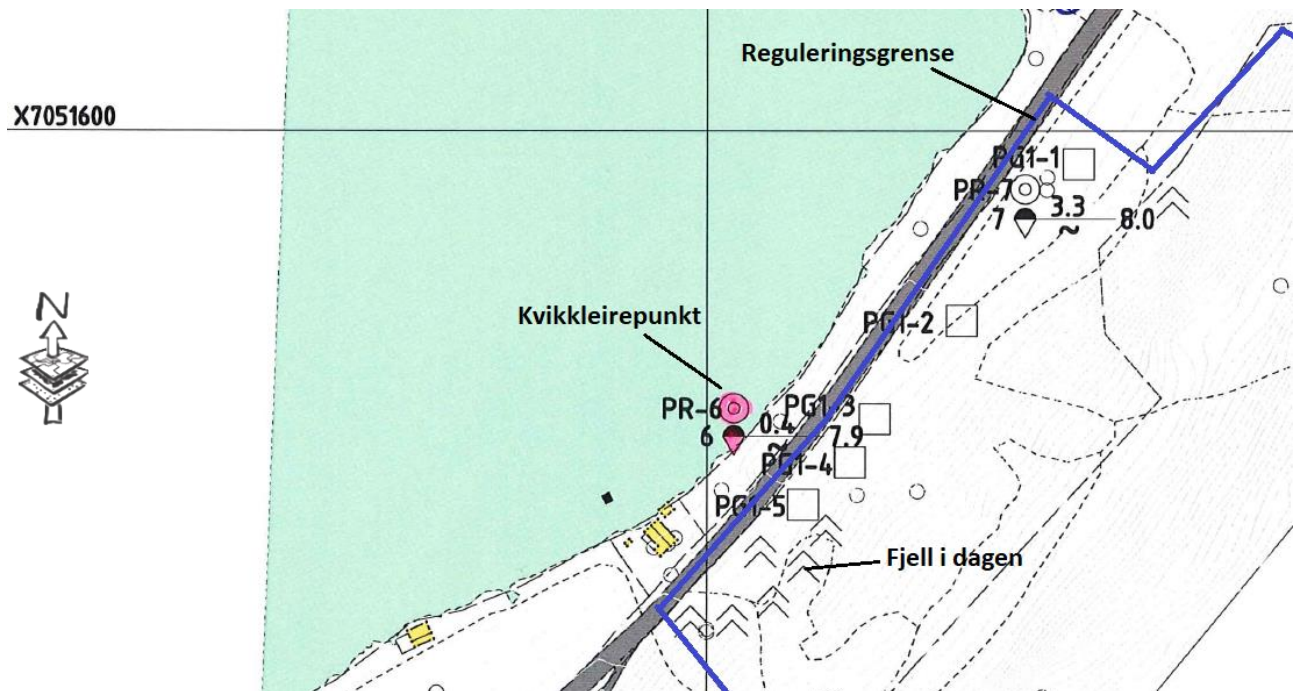 Reguleringsgrense
X7051600
PG1-1
PR-7
7 3.3 8.0
~
N
Kvikkleirepunkt
PG1-2
PR-6
PG1-3
6 0.4 7.9
~
PG1-4
PG1-5
Fjell i dagen